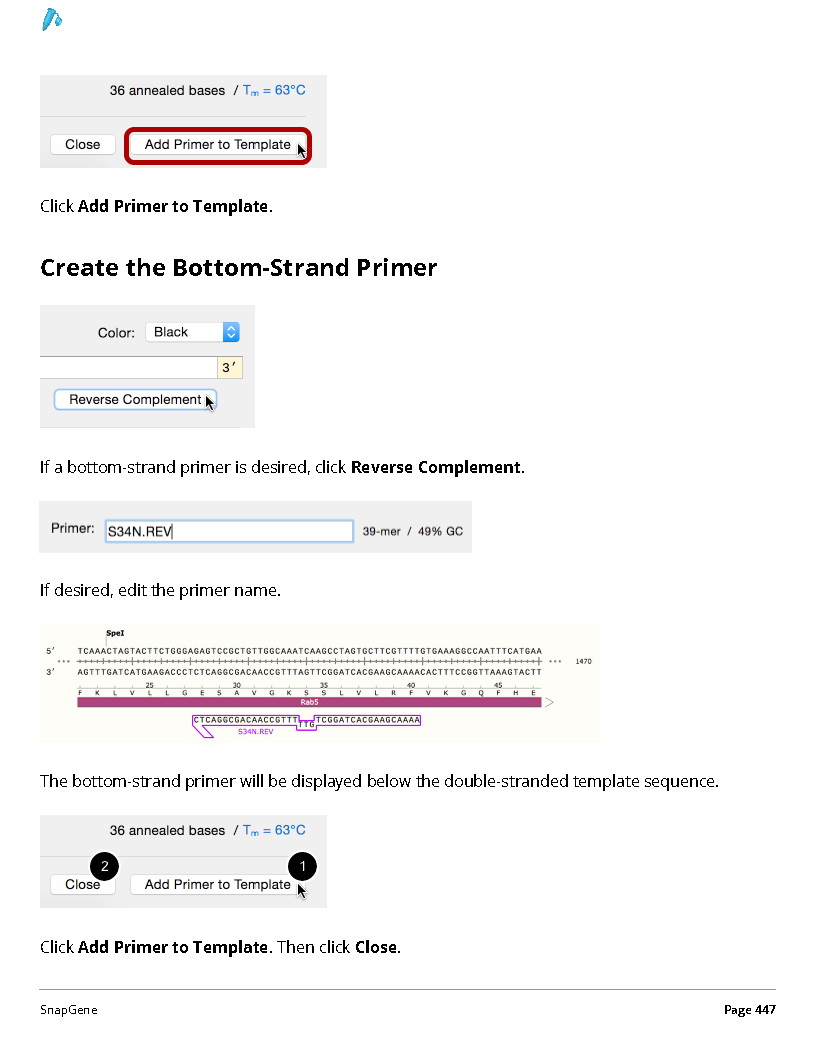 36 annealed bases / Tm = 63°C
Close Add Primer to Template
Click Add Primer to Template.
Create the Bottom-Strand Primer
Color: Black
3′
Reverse Complement
If a bottom-strand primer is desired, click Reverse Complement.
Primer: S34N.REV 39-mer / 49% GC
If desired, edit the primer name.
SpeI
5′ TCAAACTAGTACTTCTGGGAGAGTCCGCTGTTGGCAAATCAAGCCTAGTGCTTCGTTTTGTGAAAGGCCAATTTCATGAA
1470
3′ AGTTTGATCATGAAGACCCTCTCAGGCGACAACCGTTTAGTTCGGATCACGAAGCAAAACACTTTCCGGTTAAAGTACTT
25 30 35 40 45
F K L V L L G E S A V G K S S L V L R F V K G Q F H E
Rab5
CTCAGGCGACAACCGTTTTTGTCGGATCACGAAGCAAAA
S34N.REV
The bottom-strand primer will be displayed below the double-stranded template sequence.
36 annealed bases / Tm = 63°C
2 1
Close Add Primer to Template
Click Add Primer to Template. Then click Close.
SnapGene Page 447